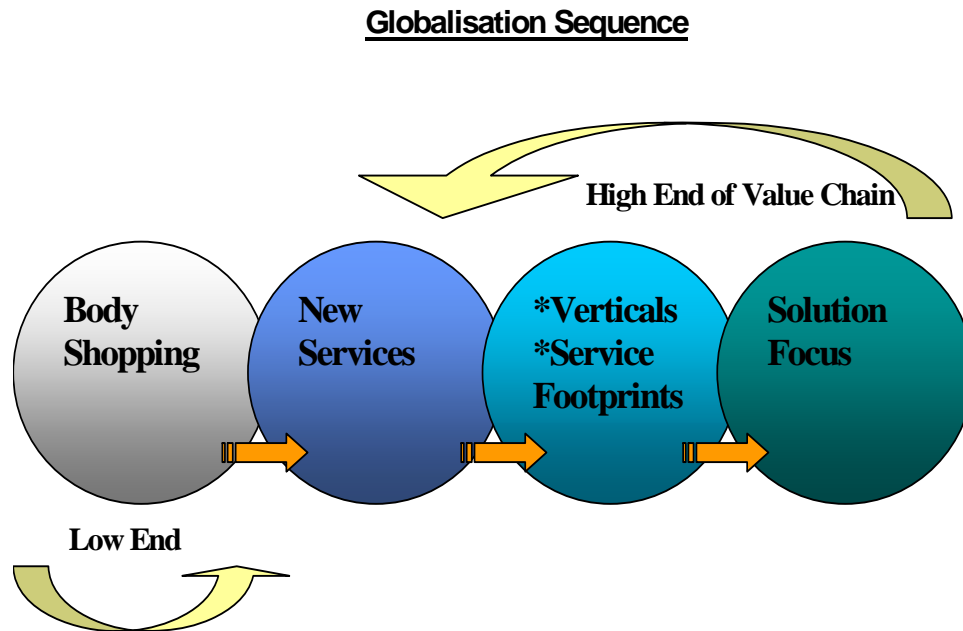 Globalisation Sequence
High End of Value Chain
Body
Shopping
New
Services
*Verticals
*Service
Footprints
Solution
Focus
Low End